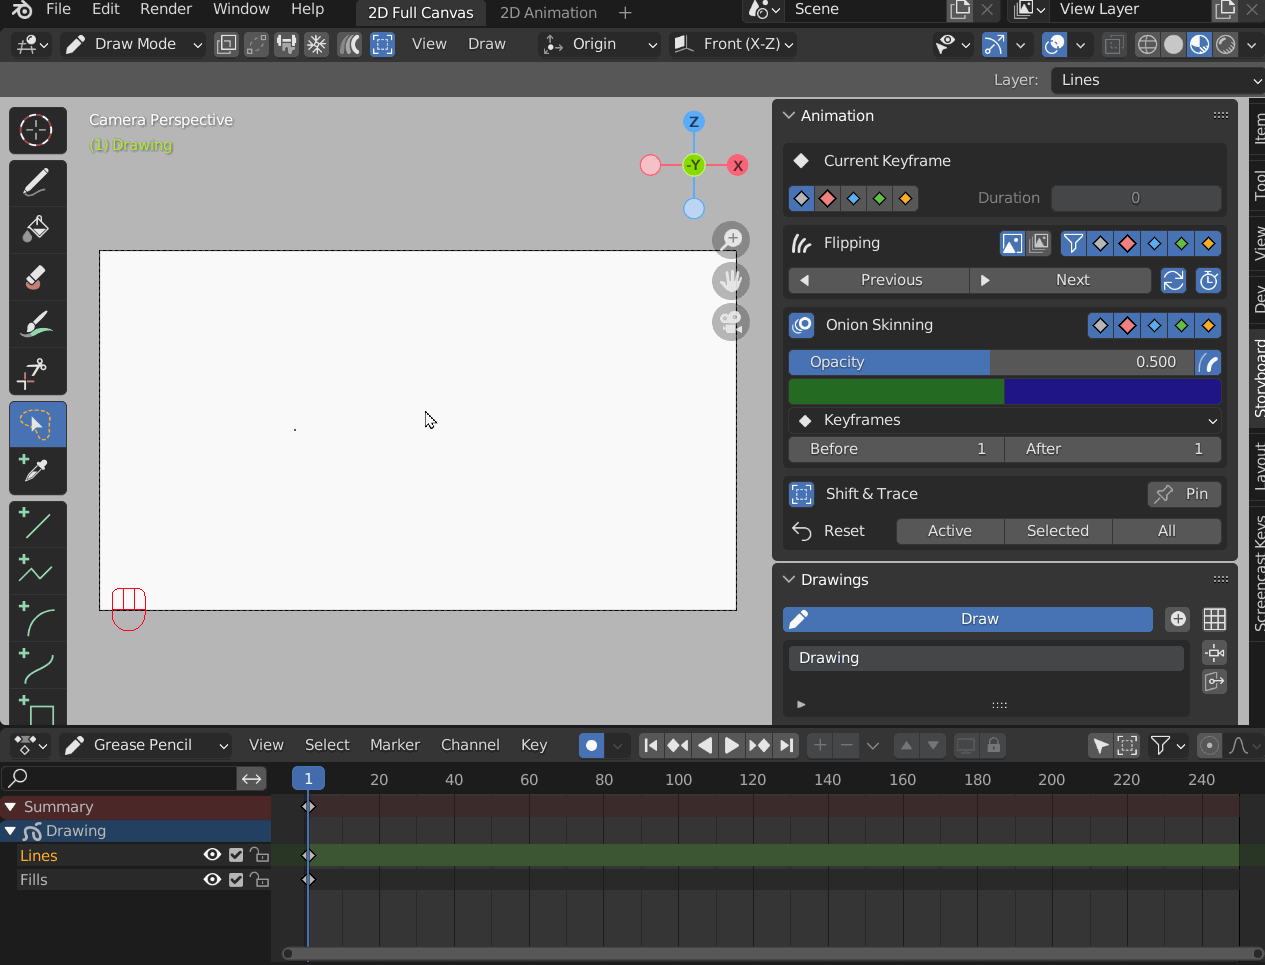 File Edit Render Window Help 2D Full Canvas 2D Animation + Scene View Layer
Draw Mode View Draw Origin Front (X-Z)
Layer: Lines
Camera Perspective
(1) Drawing
Z
-Y X
Animation
Current Keyframe
Duration 0
Flipping
Previous Next
Onion Skinning
Opacity 0.500
Keyframes
Before 1 After 1
Shift & Trace Pin
Reset Active Selected All
Drawings
Draw
Drawing
Item
Tool
View
Dev
Storyboard
Layout
Screencast Keys
Grease Pencil View Select Marker Channel Key
1 20 40 60 80 100 120 140 160 180 200 220 240
Summary
Drawing
Lines
Fills